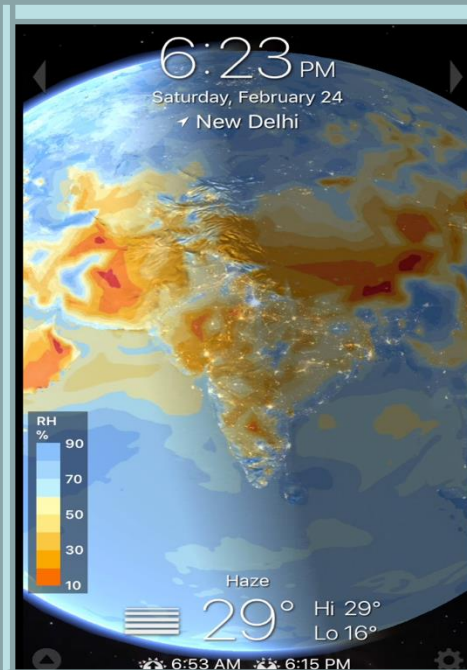 6:23 PM
Saturday, February 24
New Delhi
RH
%
90
70
50
30
10
Haze
29° Hi 29°
Lo 16°
6:53 AM 6:15 PM